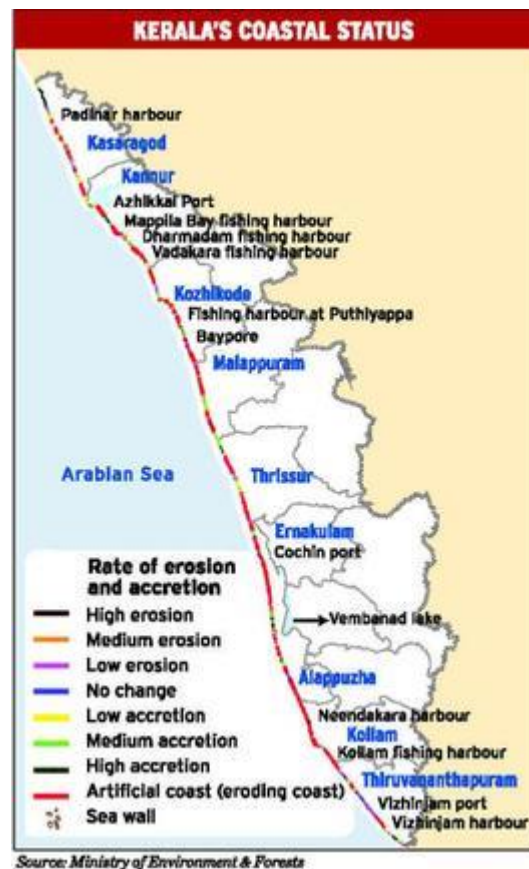 KERALA'S COASTAL STATUS
Padinar harbour
Kasaragod
Kannur
Azhikkal Port
Mappila Bay fishing harbour
Dharmadam fishing harbour
Vadakara fishing harbour
Kozhikode
Fishing harbour at Puthiyappa
Baypore
Malappuram
Arabian Sea
Thrissur
Ernakulam
Cochin port
Vembanad lake
Alappuzha
Neendakara harbour
Kollam
Kollam fishing harbour
Thiruvananthapuram
Vizhinjam port
Vizhinjam harbour
Rate of erosion
and accretion
High erosion
Medium erosion
Low erosion
No change
Low accretion
Medium accretion
High accretion
Artificial coast (eroding coast)
Sea wall
Source: Ministry of Environment & Forests